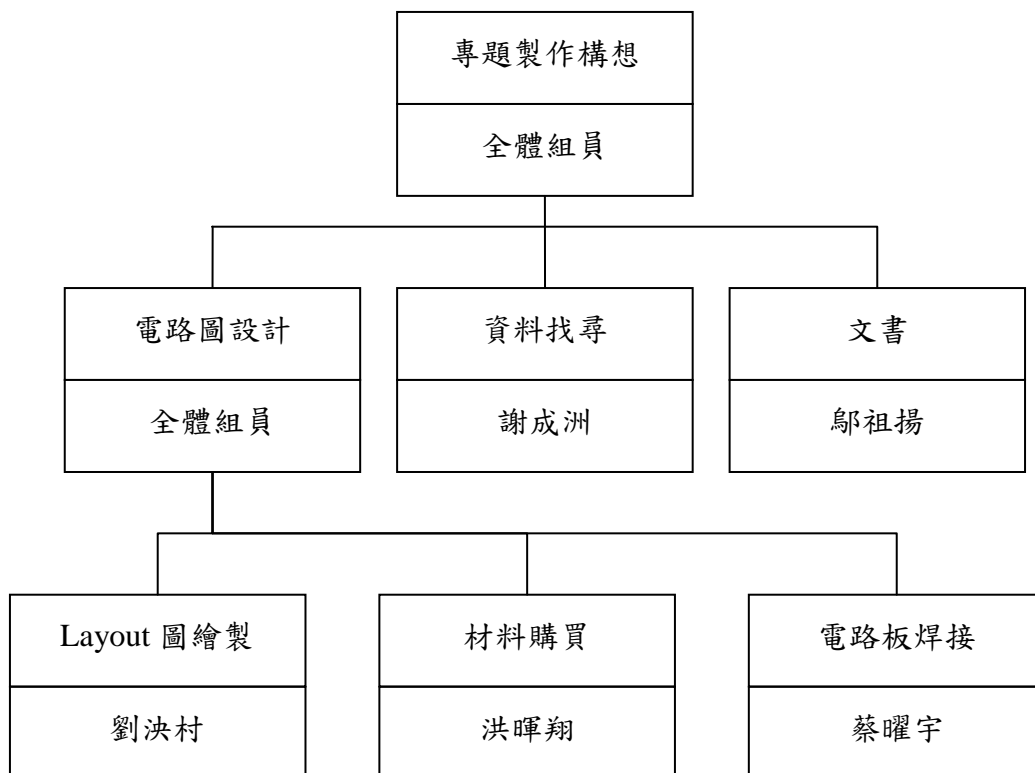 專題製作構想
全體組員
電路圖設計
資料找尋
文書
全體組員
謝成洲
鄔祖揚
Layout 圖繪製
材料購買
電路板焊接
劉泱村
洪暉翔
蔡曜宇